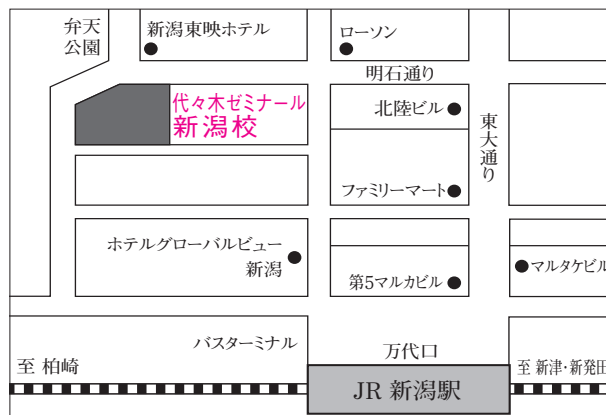 弁天
公園
新潟東映ホテル
ローソン
明石通り
代々木ゼミナール
新潟校
北陸ビル
東大通り
ファミリーマート
ホテルグローバルビュー
新潟
第5マルカビル
マルタケビル
バスターミナル
万代口
至 柏崎
至 新津・新発田
JR 新潟駅